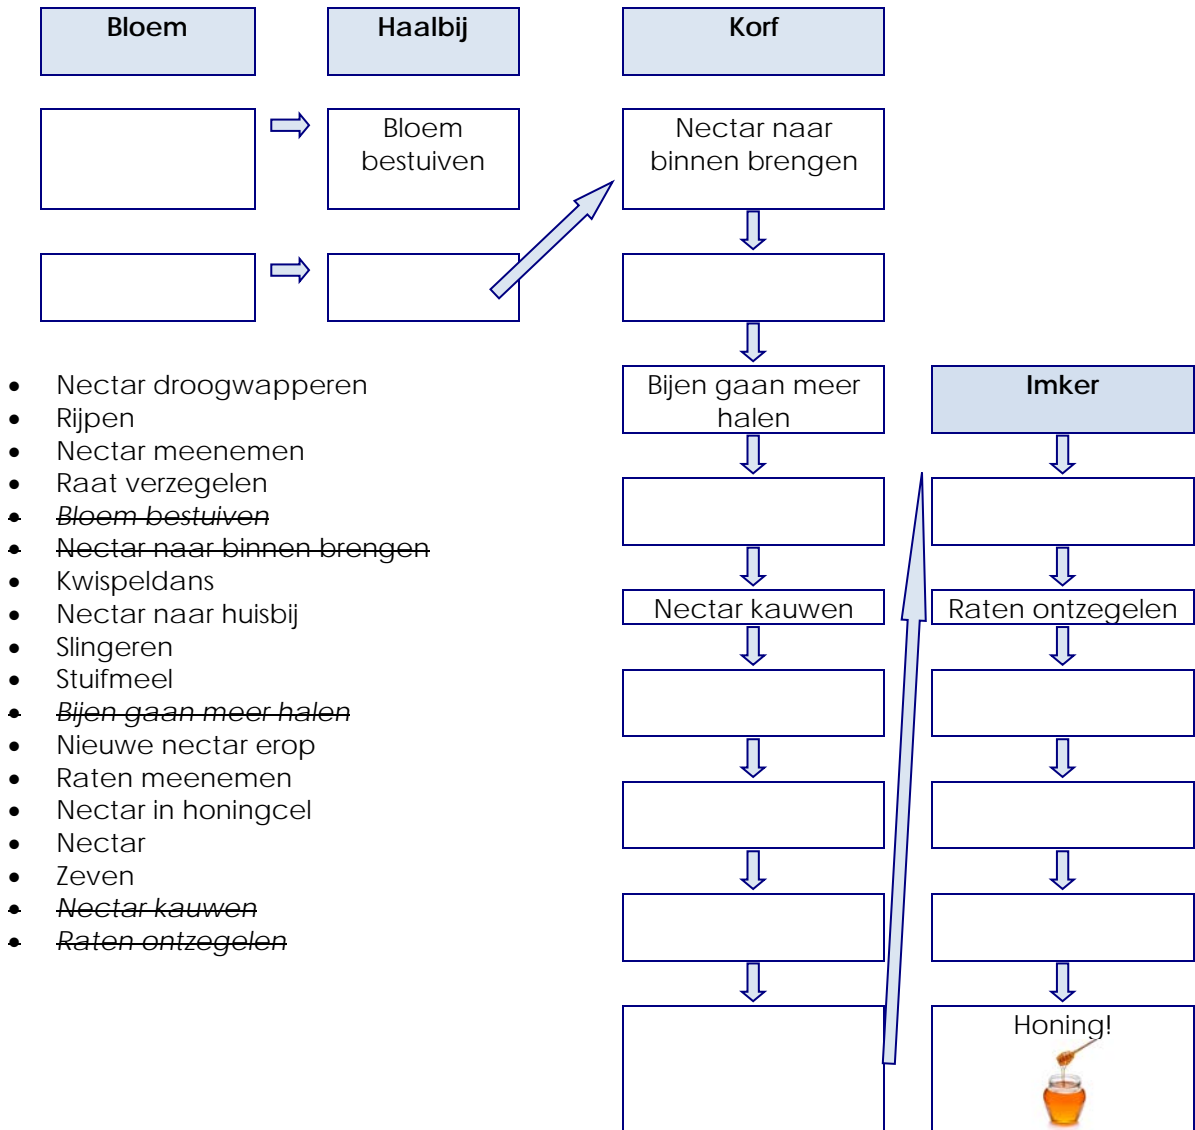 Bloem
Haalbij
Korf
Bloem
bestuiven
Nectar naar
binnen brengen
Bijen gaan meer
halen
Imker
Nectar kauwen
Raten ontzegelen
Honing!
• Nectar droogwapperen
• Rijpen
• Nectar meenemen
• Raat verzegelen
• Bloem bestuiven
• Nectar naar binnen brengen
• Kwispeldans
• Nectar naar huisbij
• Slingeren
• Stuifmeel
• Bijen gaan meer halen
• Nieuwe nectar erop
• Raten meenemen
• Nectar in honingcel
• Nectar
• Zeven
• Nectar kauwen
• Raten ontzegelen